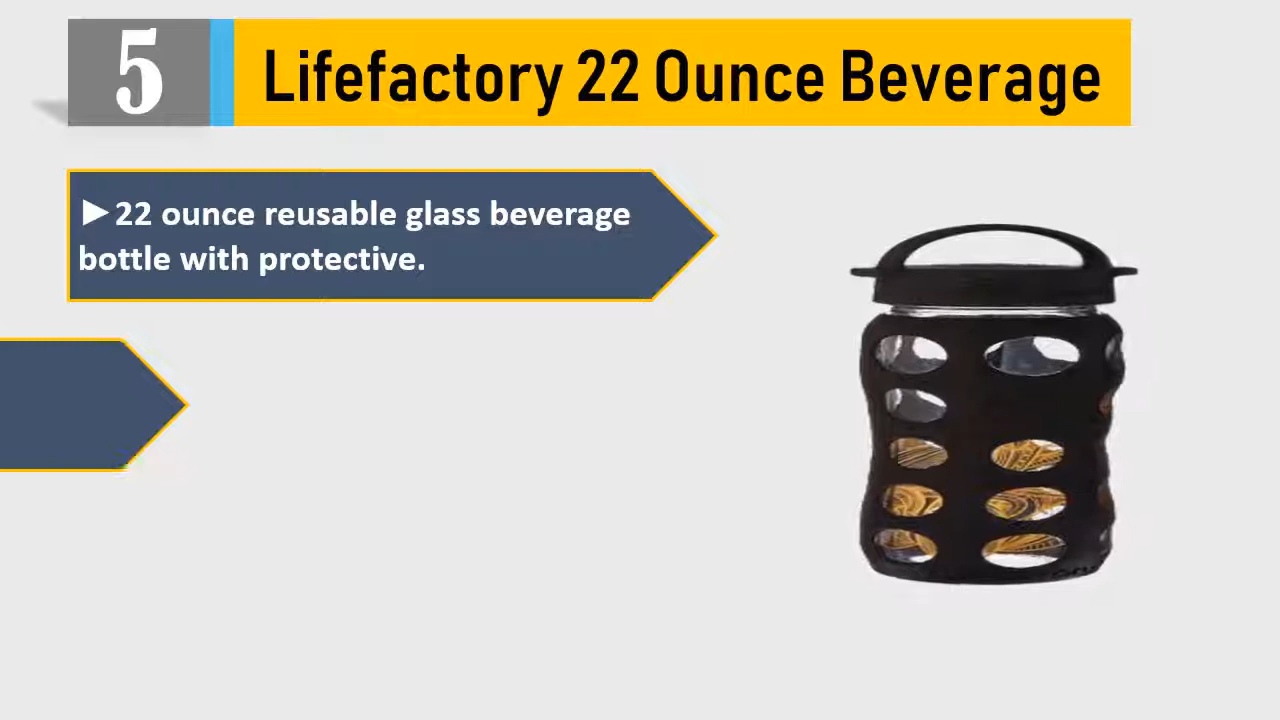 5
Lifefactory 22 Ounce Beverage
►22 ounce reusable glass beverage
bottle with protective.